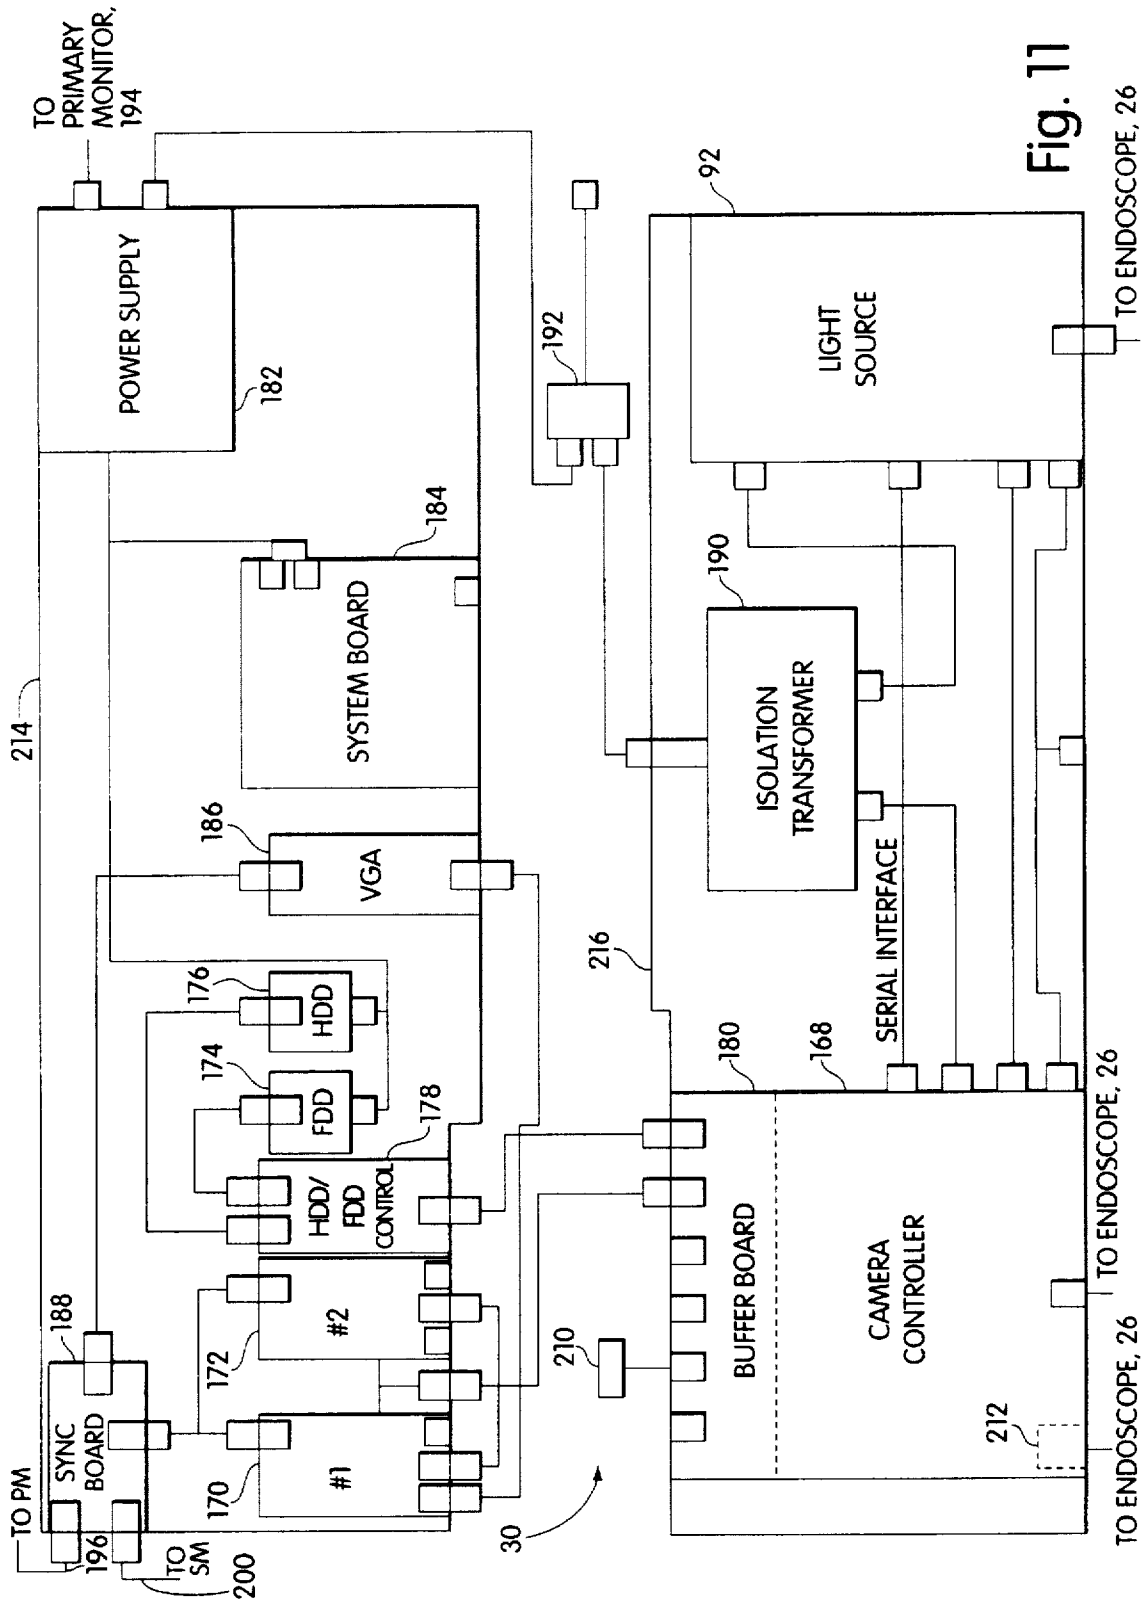 TO
PRIMARY
MONITOR,
194
214
POWER SUPPLY
182
184
SYSTEM BOARD
186
VGA
176
HDD
174
FDD
178
HDD/
FDD
CONTROL
188
SYNC
BOARD
172
#2
170
#1
TO PM
196
TO
SM
200
30
192
92
LIGHT
SOURCE
190
ISOLATION
TRANSFORMER
216
SERIAL INTERFACE
180
168
BUFFER BOARD
CAMERA
CONTROLLER
210
212
TO ENDOSCOPE, 26
TO ENDOSCOPE, 26
TO ENDOSCOPE, 26
Fig. 11